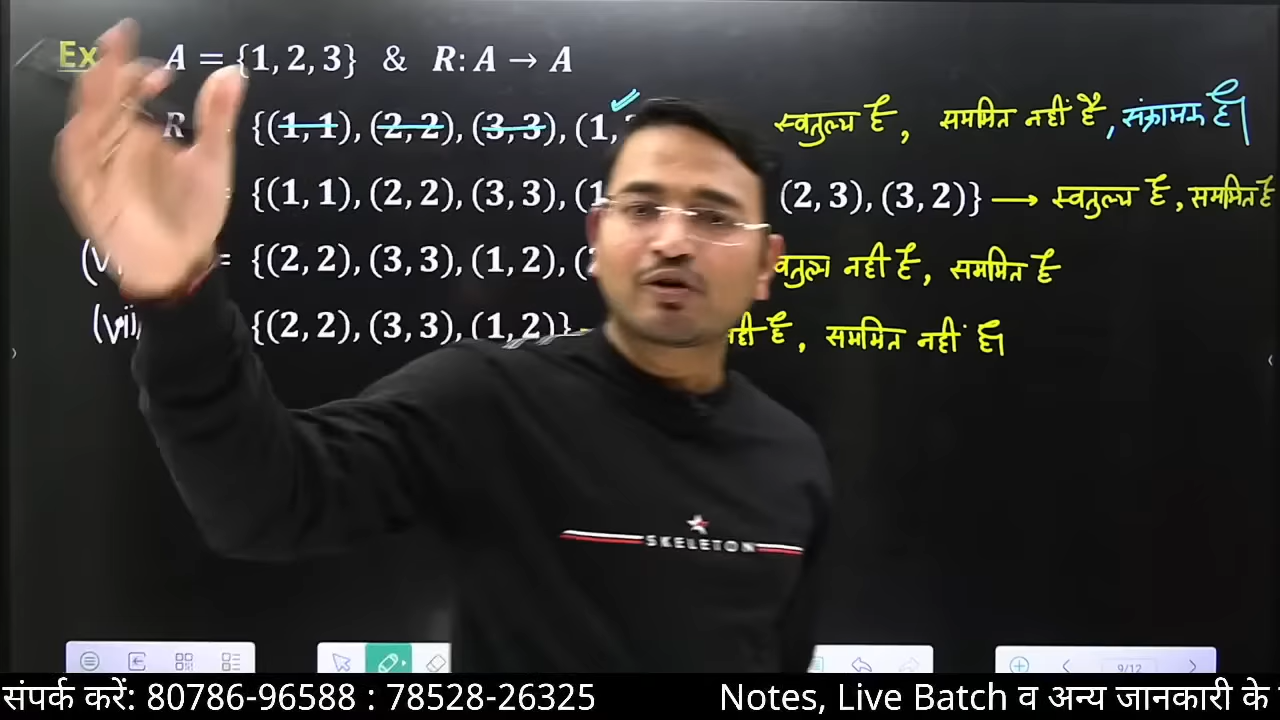 Ex A = {1, 2, 3} & R: A → A
R {(1, 1), (2, 2), (3, 3), (1, स्वतुल्य है, सममित नहीं है, संक्रामक है।
{(1, 1), (2, 2), (3, 3), (1 (2, 3), (3, 2)} → स्वतुल्य है, सममित है
= {(2, 2), (3, 3), (1, 2), ( नहीं है, सममित है
(vii) {(2, 2), (3, 3), (1, 2)} नहीं है, सममित नहीं है।
SKELETON
9/12
संपर्क करें: 80786-96588 : 78528-26325 Notes, Live Batch व अन्य जानकारी के